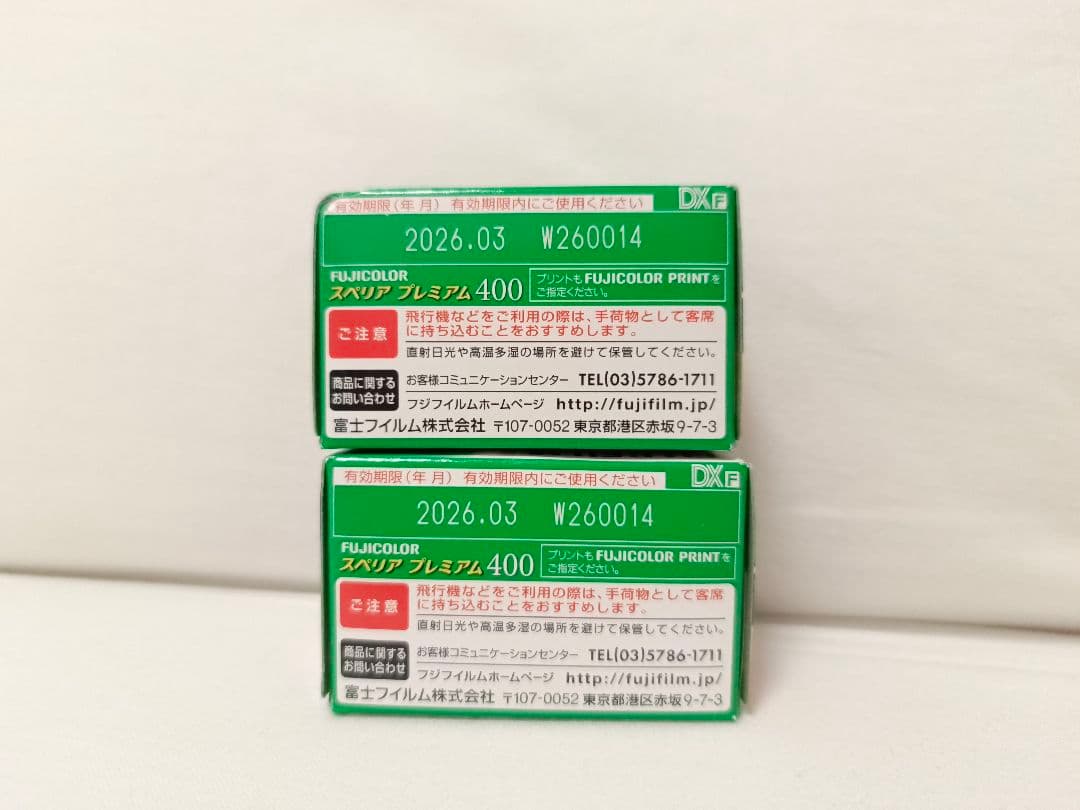 有効期限(年月) 有効期限内にご使用ください DXF
2026.03 W260014
FUJICOLOR
スペリア プレミアム 400
プリントも FUJICOLOR PRINT を
ご指定ください。
ご注意
飛行機などをご利用の際は、手荷物として客席
に持ち込むことをおすすめします。
直射日光や高温多湿の場所を避けて保管してください。
商品に関する
お問い合わせ
お客様コミュニケーションセンター TEL(03)5786-1711
フジフイルムホームページ http://fujifilm.jp/
富士フイルム株式会社 〒107-0052 東京都港区赤坂9-7-3
有効期限(年月) 有効期限内にご使用ください DXF
2026.03 W260014
FUJICOLOR
スペリア プレミアム 400
プリントも FUJICOLOR PRINT を
ご指定ください。
ご注意
飛行機などをご利用の際は、手荷物として客席
に持ち込むことをおすすめします。
直射日光や高温多湿の場所を避けて保管してください。
商品に関する
お問い合わせ
お客様コミュニケーションセンター TEL(03)5786-1711
フジフイルムホームページ http://fujifilm.jp/
富士フイルム株式会社 〒107-0052 東京都港区赤坂9-7-3